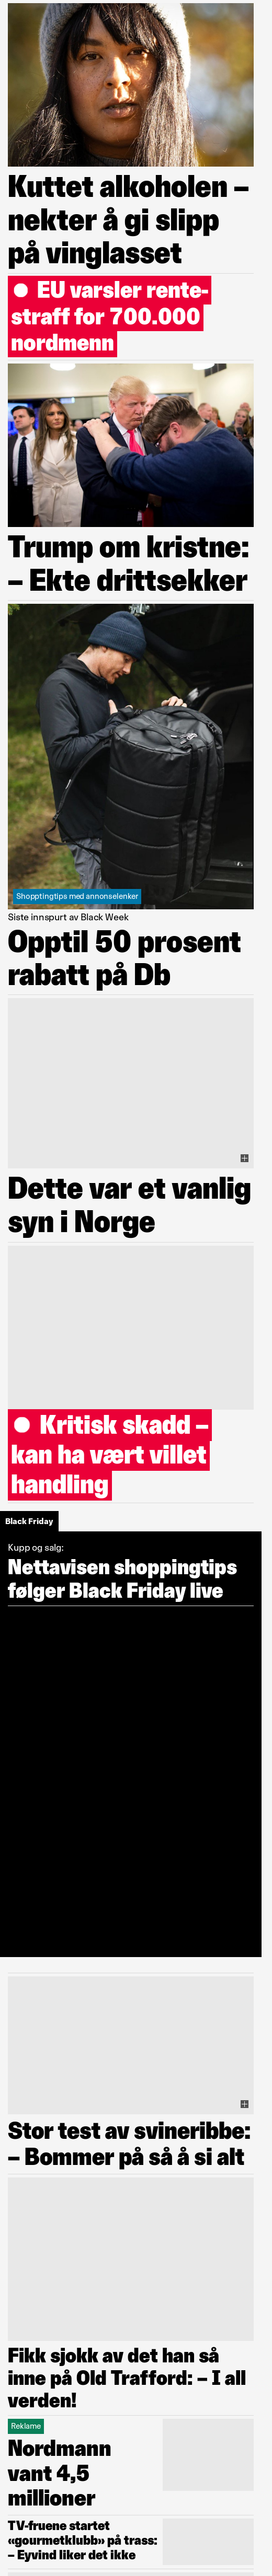 Kuttet alkoholen –
nekter å gi slipp
på vinglasset
EU varsler rente-
straff for 700.000
nordmenn
Trump om kristne:
– Ekte drittsekker
Shopptingtips med annonselenker
Siste innspurt av Black Week
Opptil 50 prosent
rabatt på Db
Dette var et vanlig
syn i Norge
Kritisk skadd –
kan ha vært villet
handling
Black Friday
Kupp og salg:
Nettavisen shoppingtips
følger Black Friday live
Stor test av svineribbe:
– Bommer på så å si alt
Fikk sjokk av det han så
inne på Old Trafford: – I all
verden!
Reklame
Nordmann
vant 4,5
millioner
TV-fruene startet
«gourmetklubb» på trass:
– Eyvind liker det ikke